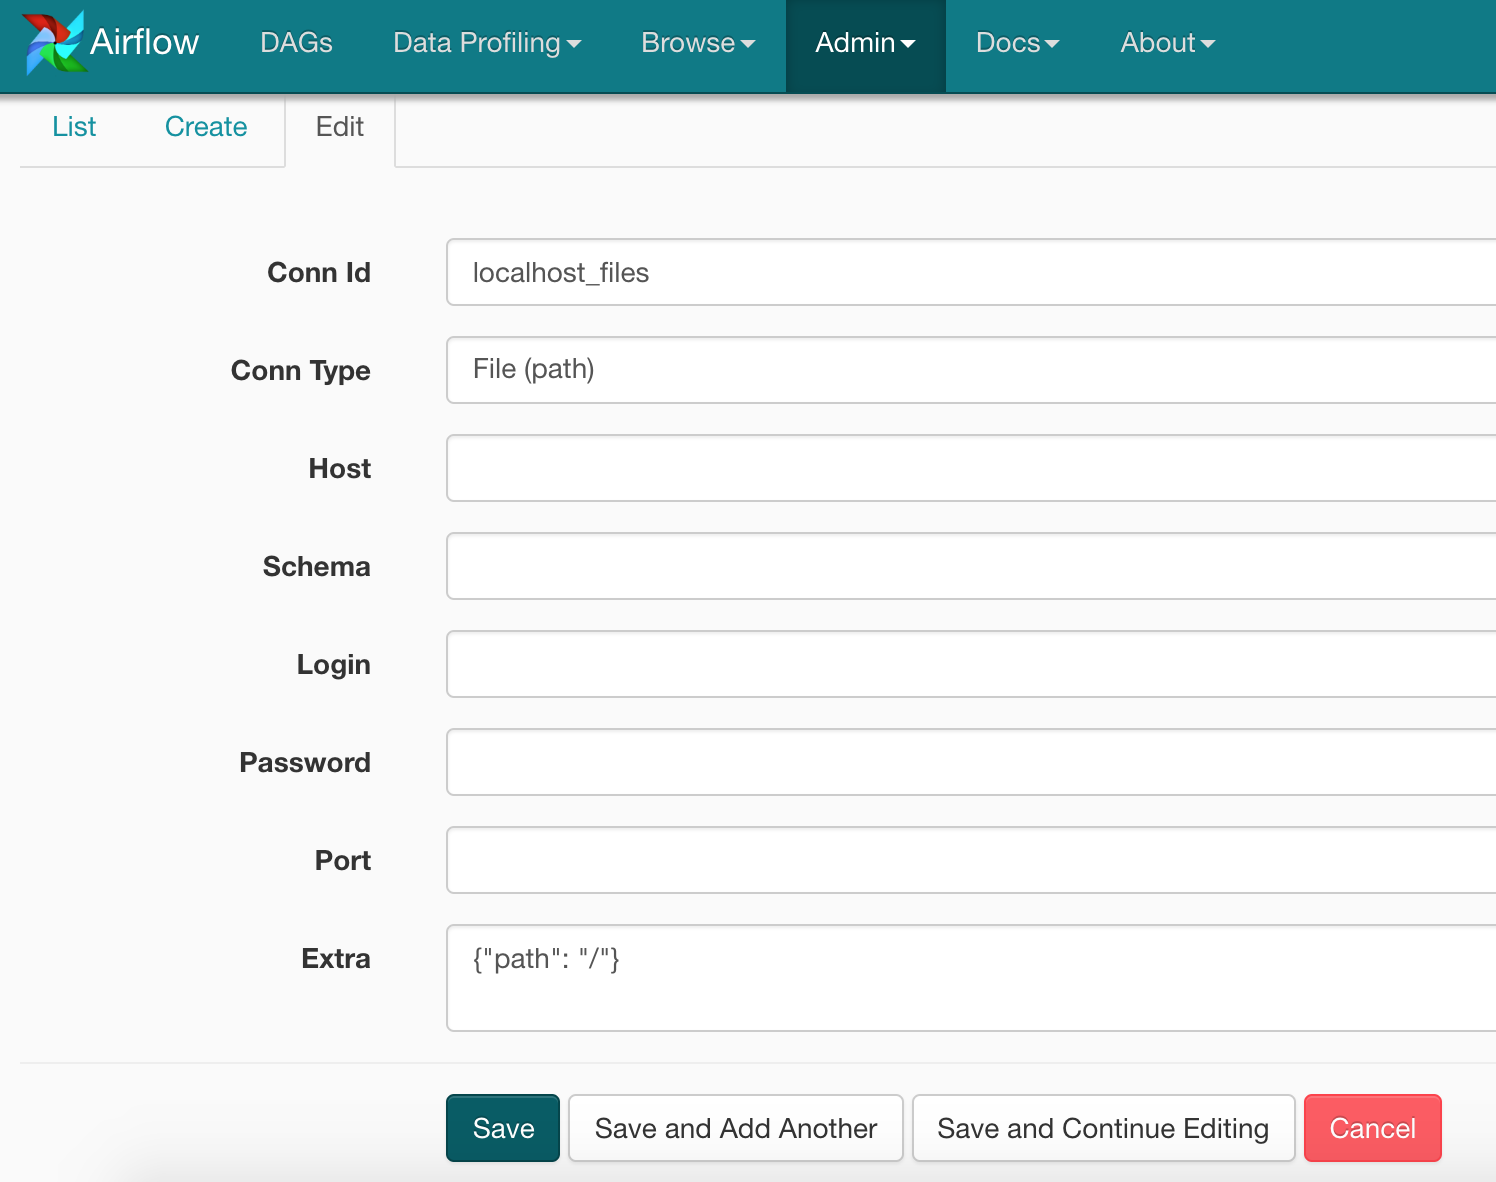 Airflow DAGs Data Profiling Browse Admin Docs About
List Create Edit
Conn Id localhost_files
Conn Type File (path)
Host
Schema
Login
Password
Port
Extra {"path": "/"}
Save Save and Add Another Save and Continue Editing Cancel